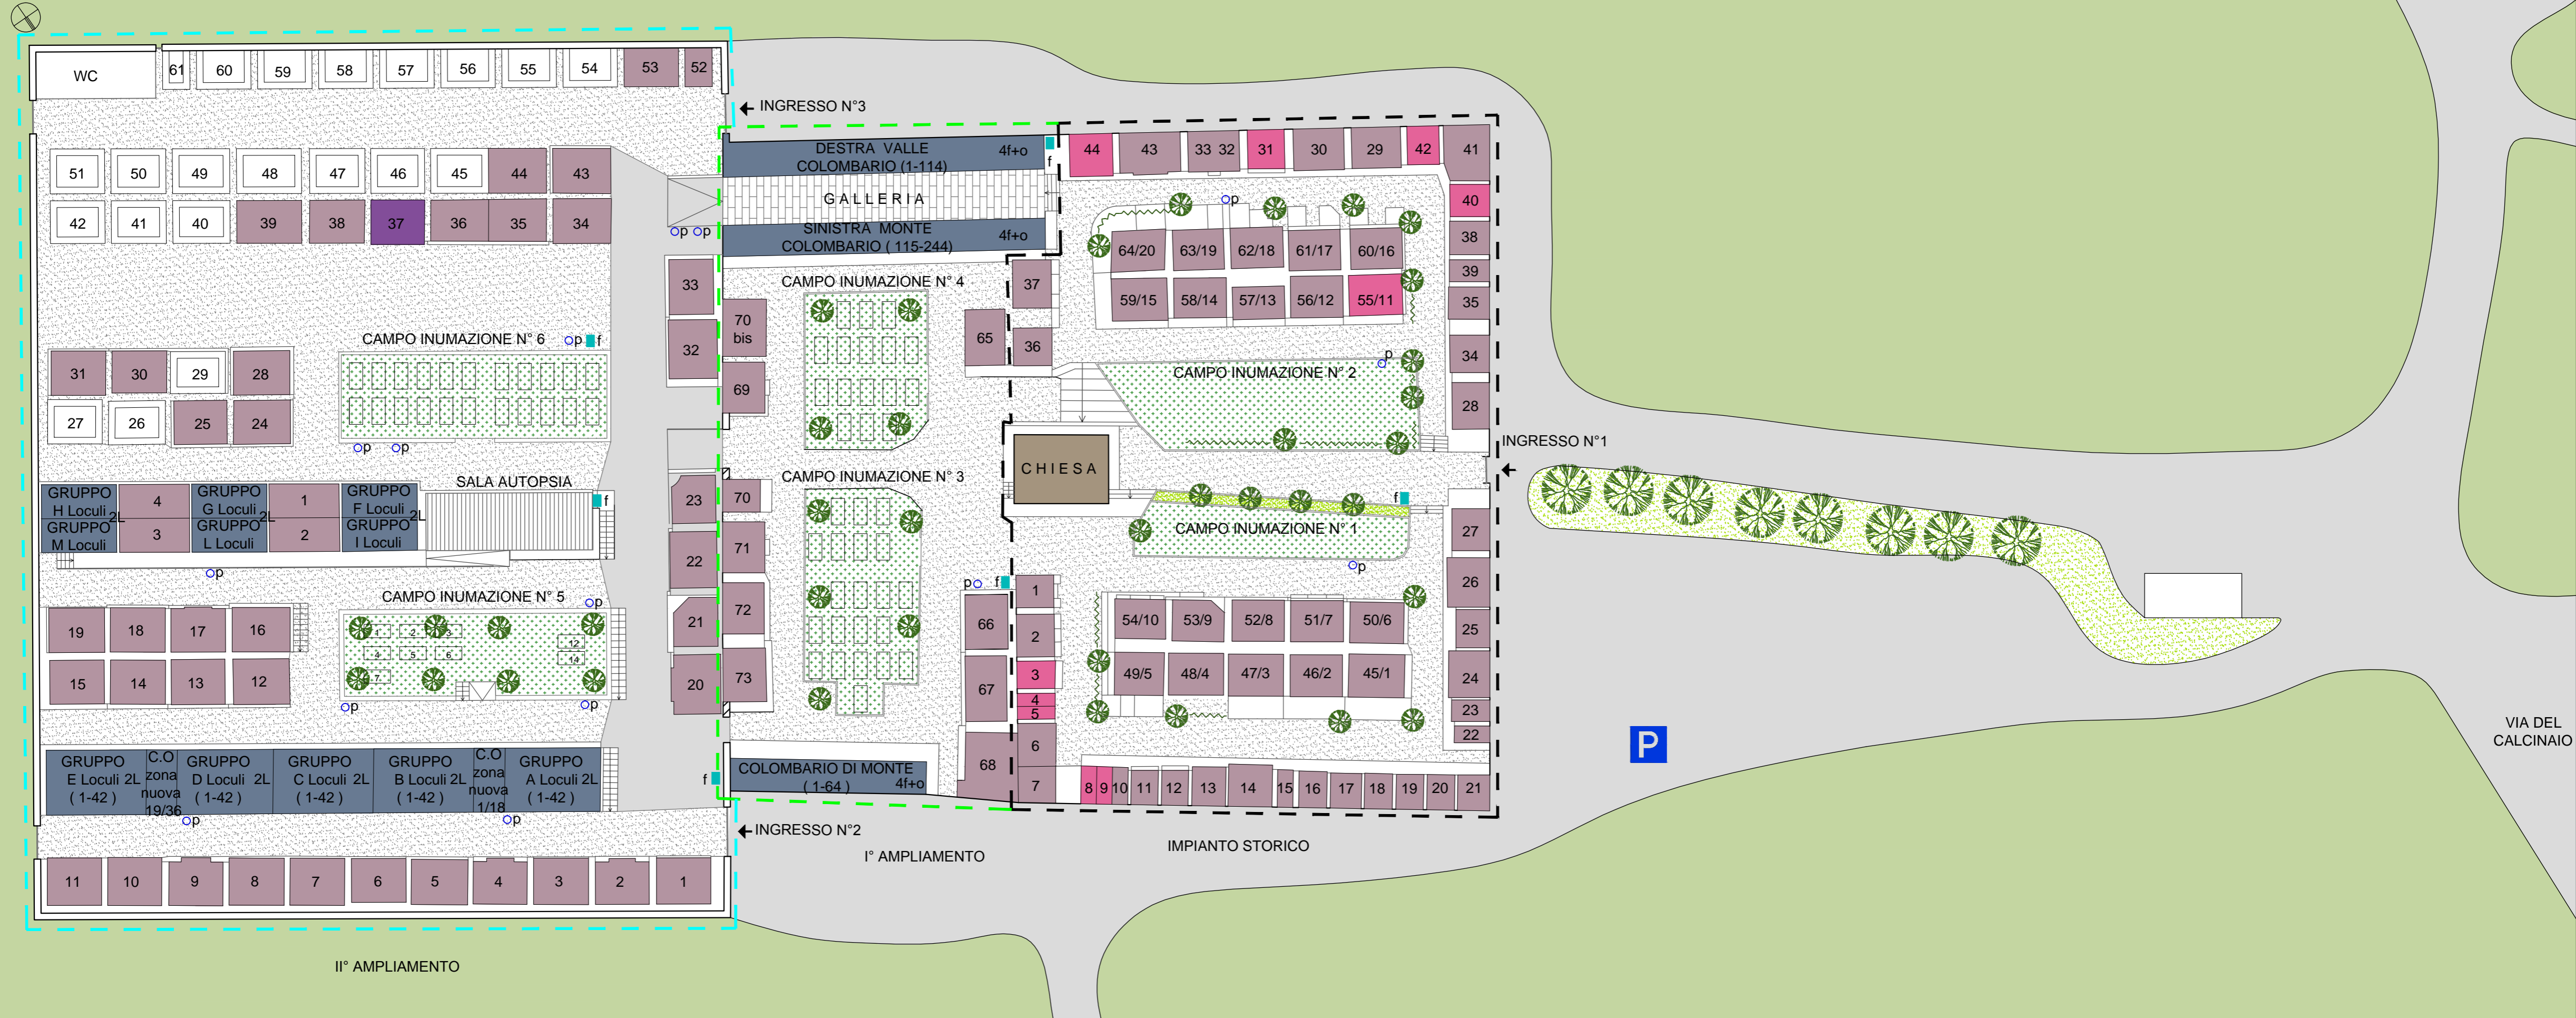 WC
61 60 59 58 57 56 55 54 53 52
INGRESSO N°3
51 50 49 48 47 46 45 44 43
42 41 40 39 38 37 36 35 34
p p
33
32
CAMPO INUMAZIONE N° 6
p f
31 30 29 28
27 26 25 24
p p
SALA AUTOPSIA
f
GRUPPO
H Loculi
2L
GRUPPO
M Loculi
4
3
GRUPPO
G Loculi
2L
GRUPPO
L Loculi
1
2
GRUPPO
F Loculi
2L
GRUPPO
I Loculi
p
23
22
21
20
CAMPO INUMAZIONE N° 5
p
19 18 17 16
15 14 13 12
1 2 3
4 5 6
7
12
14
p p
GRUPPO
E Loculi 2L
( 1-42 )
C.O
zona
nuova
19/36
GRUPPO
D Loculi 2L
( 1-42 )
GRUPPO
C Loculi 2L
( 1-42 )
GRUPPO
B Loculi 2L
( 1-42 )
C.O
zona
nuova
1/18
GRUPPO
A Loculi 2L
( 1-42 )
p p
11 10 9 8 7 6 5 4 3 2 1
II° AMPLIAMENTO
DESTRA VALLE
COLOMBARIO (1-114)
4f+o
f
GALLERIA
SINISTRA MONTE
COLOMBARIO ( 115-244)
4f+o
CAMPO INUMAZIONE N° 4
70
bis
69
65
37
36
CAMPO INUMAZIONE N° 3
70
71
72
73
p f
66
67
68
f
COLOMBARIO DI MONTE
( 1-64 )
4f+o
INGRESSO N°2
I° AMPLIAMENTO
44 43 33 32 31 30 29 42 41
p
64/20 63/19 62/18 61/17 60/16
59/15 58/14 57/13 56/12 55/11
40
38
39
35
34
28
p
CAMPO INUMAZIONE N° 2
CHIESA
INGRESSO N°1
f
CAMPO INUMAZIONE N° 1
p
27
26
25
24
23
22
1
2
3
4
5
6
7
54/10 53/9 52/8 51/7 50/6
49/5 48/4 47/3 46/2 45/1
8 9 10 11 12 13 14 15 16 17 18 19 20 21
IMPIANTO STORICO
P
VIA DEL
CALCINAIO